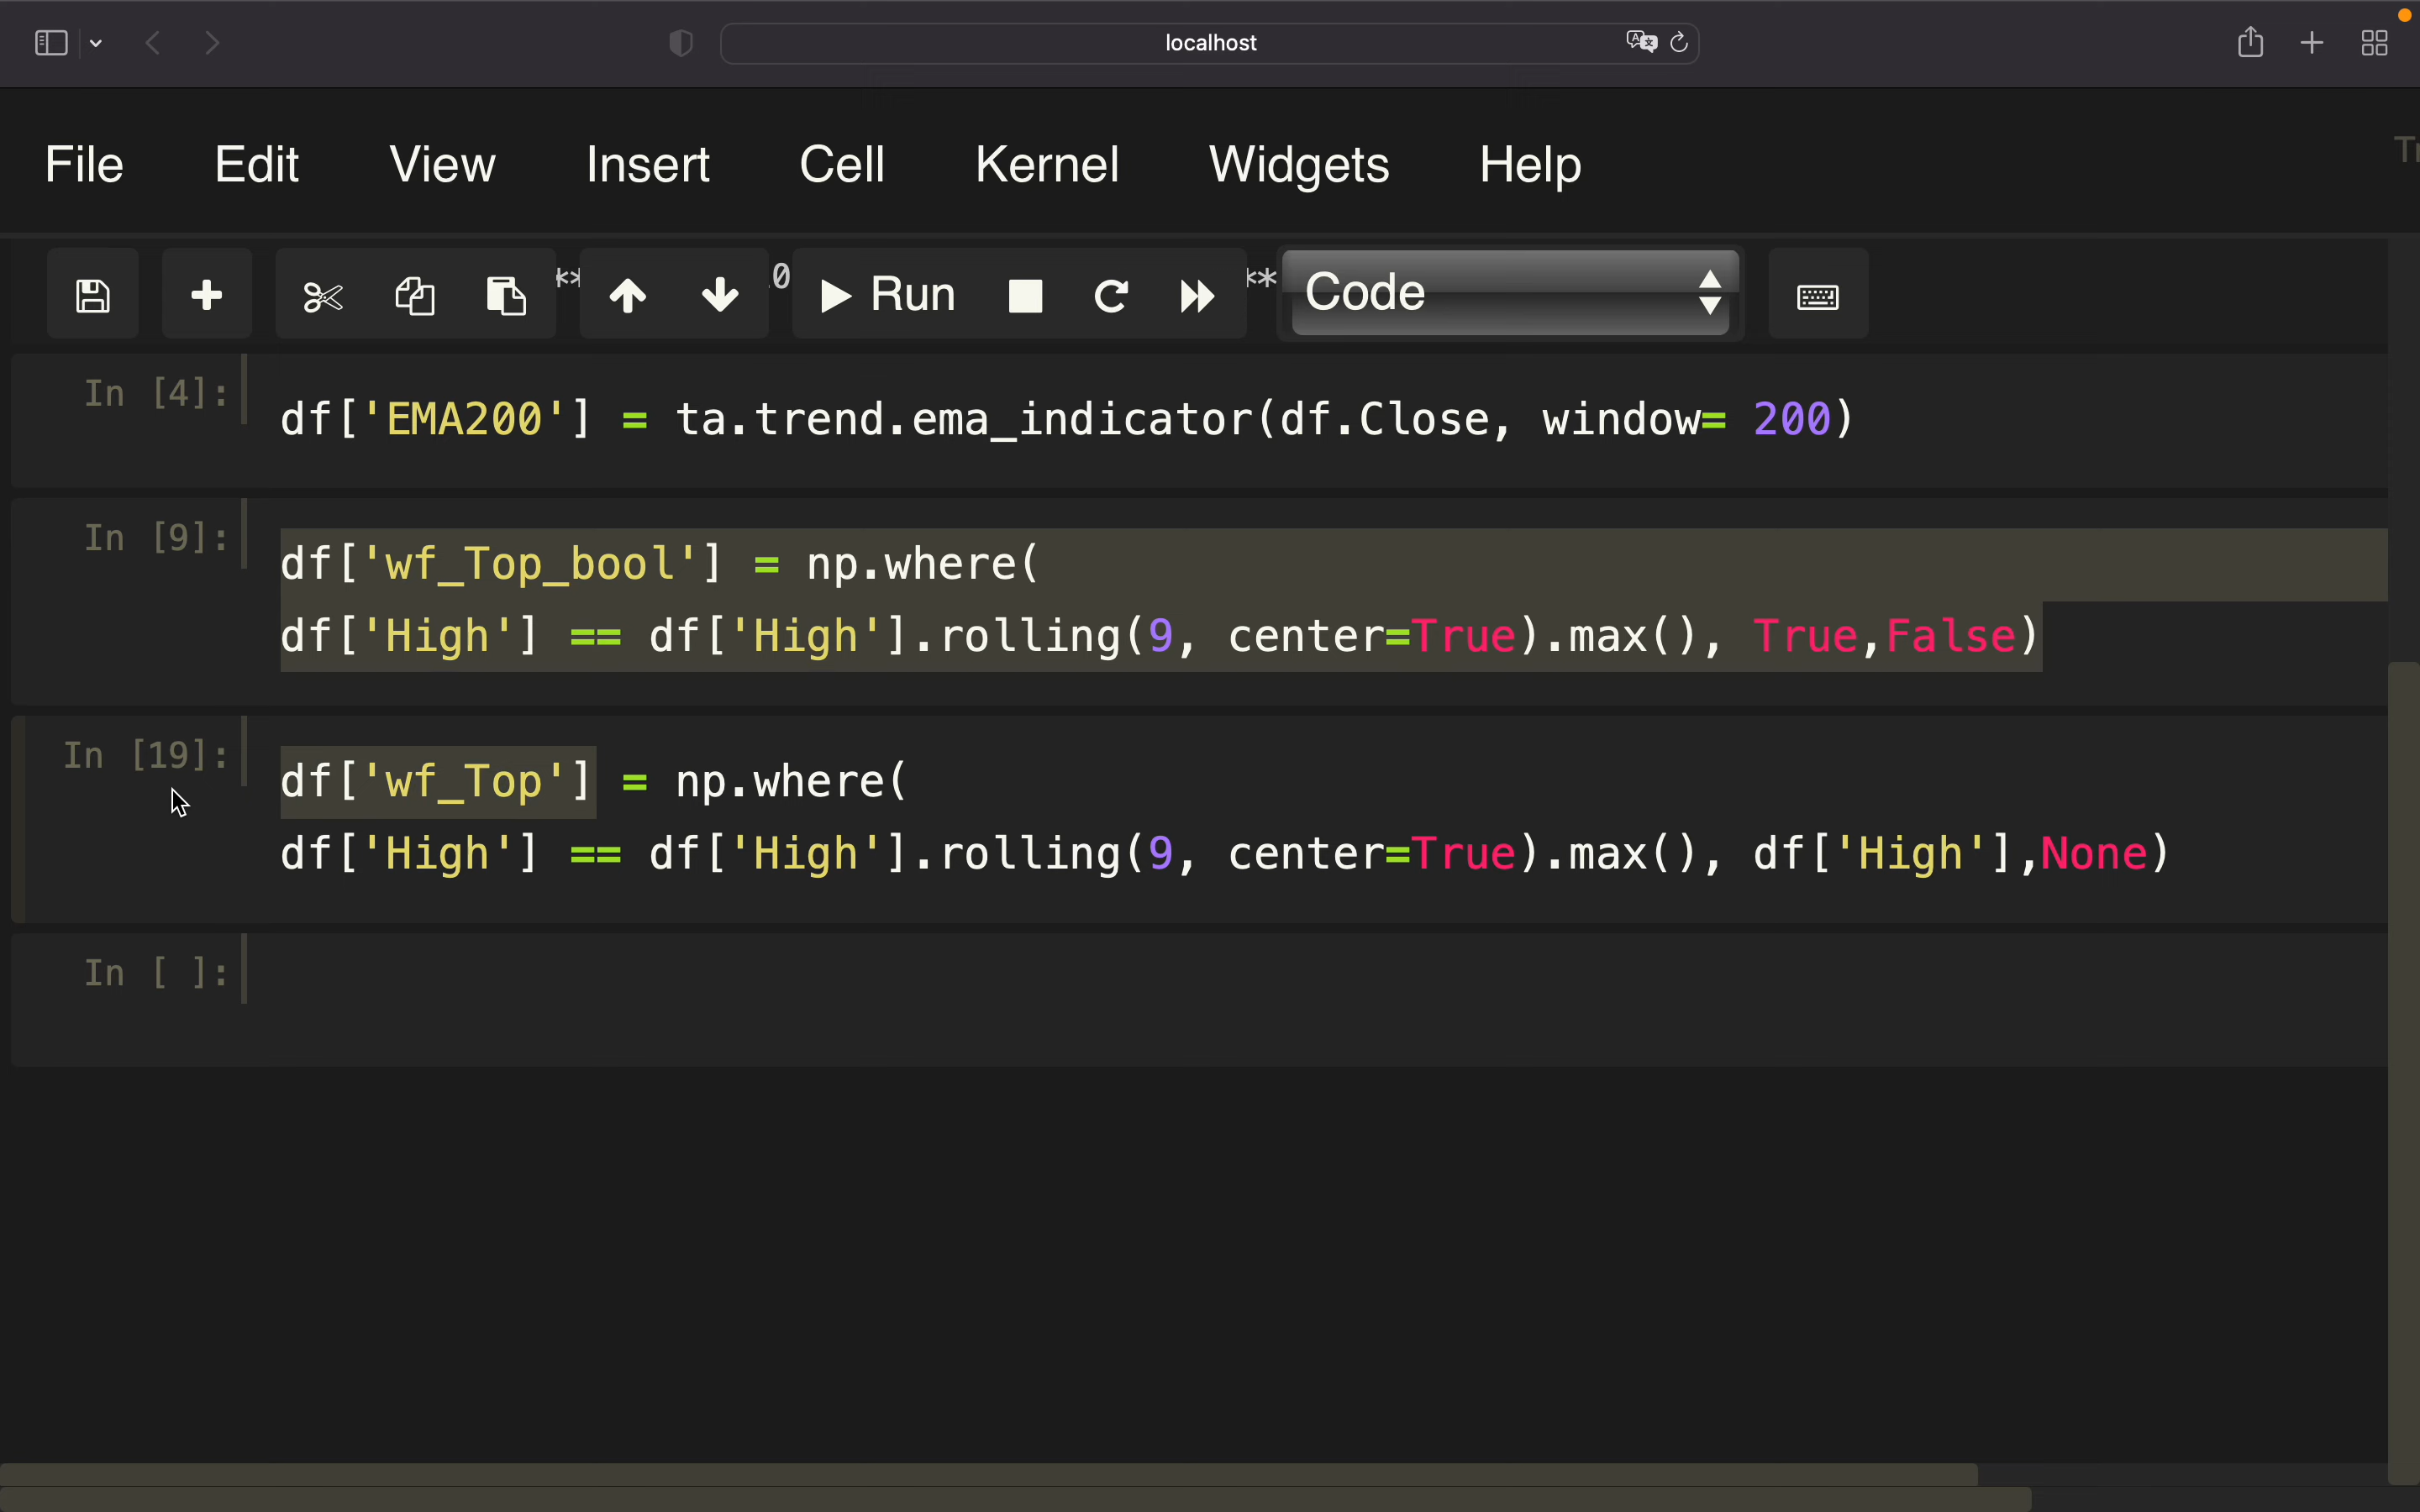 localhost
File Edit View Insert Cell Kernel Widgets Help
Run Code
In [4]: df['EMA200'] = ta.trend.ema_indicator(df.Close, window= 200)
In [9]: df['wf_Top_bool'] = np.where(
df['High'] == df['High'].rolling(9, center=True).max(), True,False)
In [19]: df['wf_Top'] = np.where(
df['High'] == df['High'].rolling(9, center=True).max(), df['High'],None)
In [ ]: